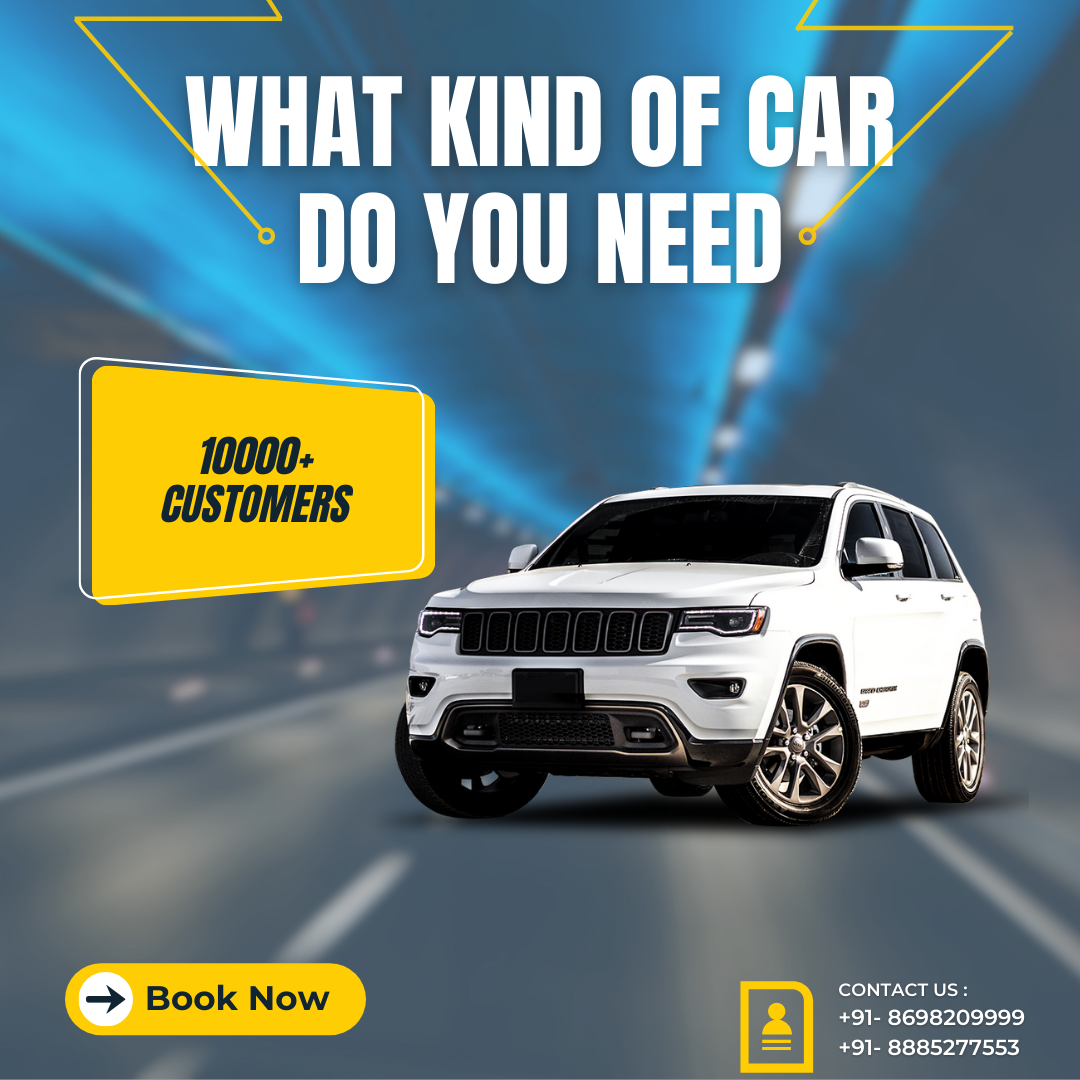 WHAT KIND OF CAR
DO YOU NEED
10000+
CUSTOMERS
Book Now
CONTACT US :
+91- 8698209999
+91- 8885277553